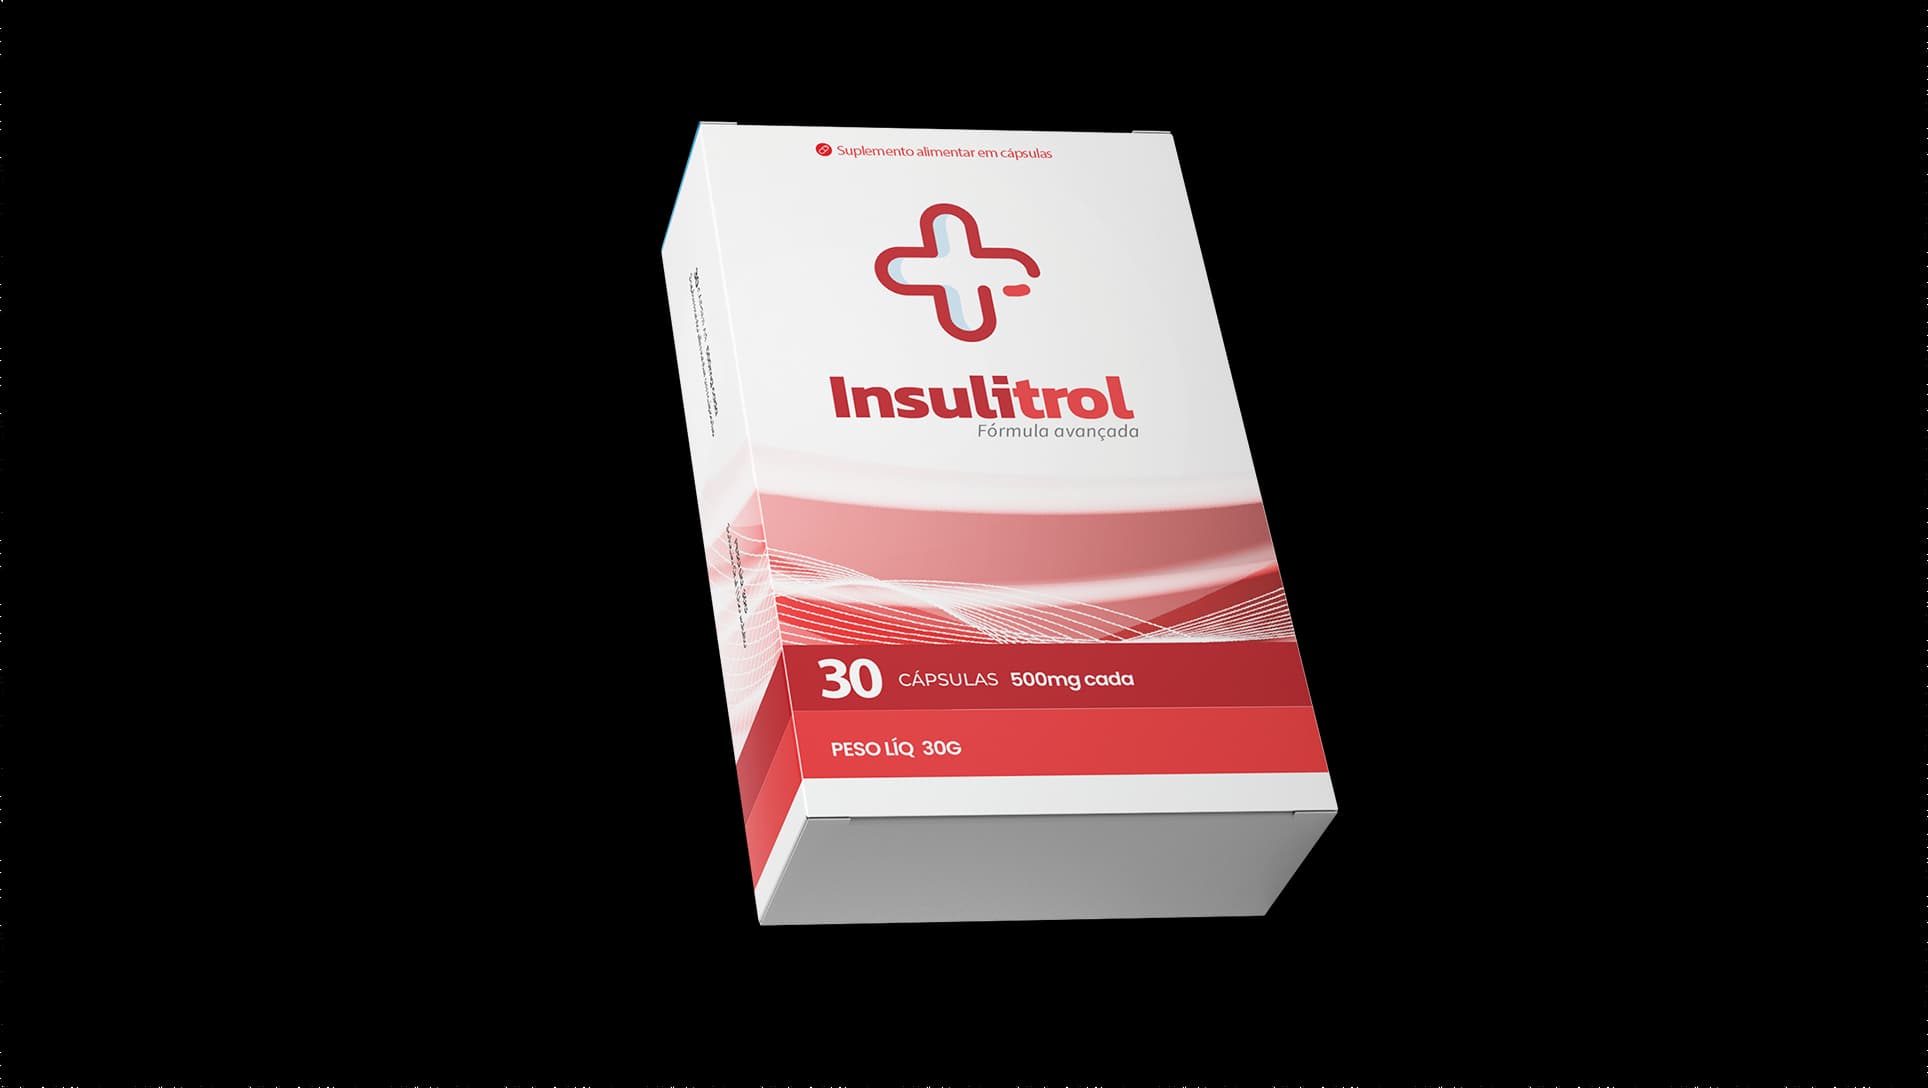 Suplemento alimentar em cápsulas
Insulitrol
Fórmula avançada
30 CÁPSULAS 500mg cada
PESO LÍQ 30G